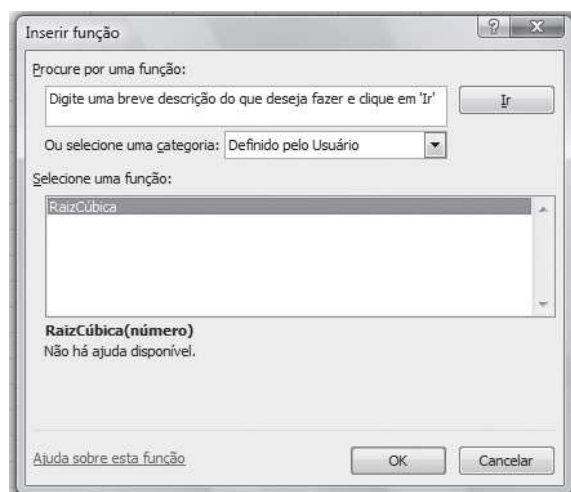 Inserir função
Procure por uma função:
Digite uma breve descrição do que deseja fazer e clique em 'Ir'
Ir
Ou selecione uma categoria: Definido pelo Usuário
Selecione uma função:
RaizCúbica
RaizCúbica(número)
Não há ajuda disponível.
Ajuda sobre esta função
OK
Cancelar